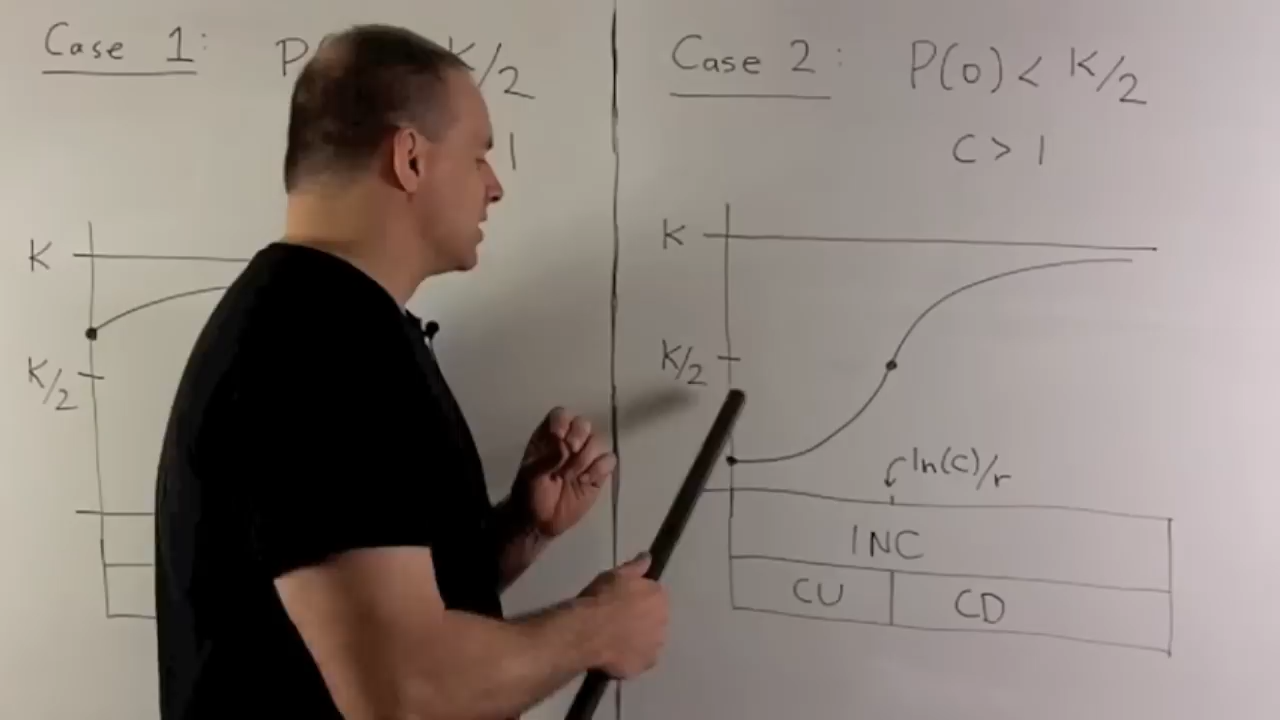 Case 1: P K/2
1
K
K/2
Case 2: P(0) < K/2
C > 1
K
K/2
ln(C)/r
INC
CU CD